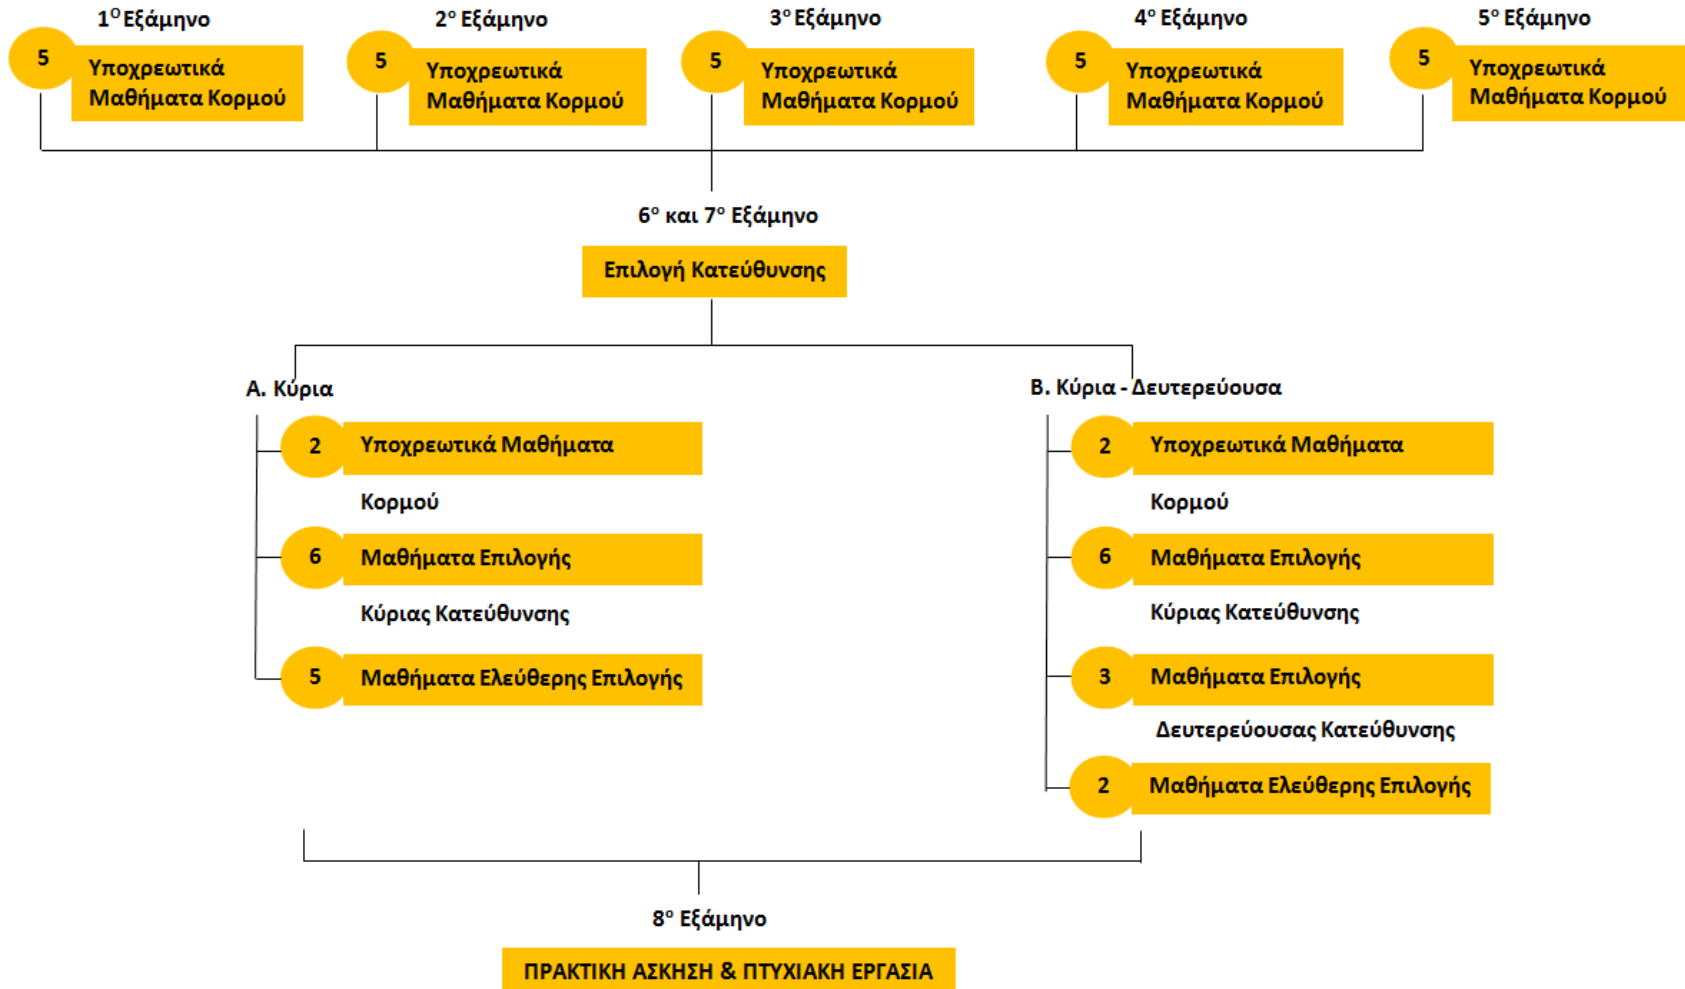 1Ο Εξάμηνο
5
Υποχρεωτικά
Μαθήματα Κορμού
2ο Εξάμηνο
5
Υποχρεωτικά
Μαθήματα Κορμού
3ο Εξάμηνο
5
Υποχρεωτικά
Μαθήματα Κορμού
4ο Εξάμηνο
5
Υποχρεωτικά
Μαθήματα Κορμού
5ο Εξάμηνο
5
Υποχρεωτικά
Μαθήματα Κορμού
6ο και 7ο Εξάμηνο
Επιλογή Κατεύθυνσης
Α. Κύρια
2 Υποχρεωτικά Μαθήματα
Κορμού
6 Μαθήματα Επιλογής
Κύριας Κατεύθυνσης
5 Μαθήματα Ελεύθερης Επιλογής
Β. Κύρια - Δευτερεύουσα
2 Υποχρεωτικά Μαθήματα
Κορμού
6 Μαθήματα Επιλογής
Κύριας Κατεύθυνσης
3 Μαθήματα Επιλογής
Δευτερεύουσας Κατεύθυνσης
2 Μαθήματα Ελεύθερης Επιλογής
8ο Εξάμηνο
ΠΡΑΚΤΙΚΗ ΑΣΚΗΣΗ & ΠΤΥΧΙΑΚΗ ΕΡΓΑΣΙΑ